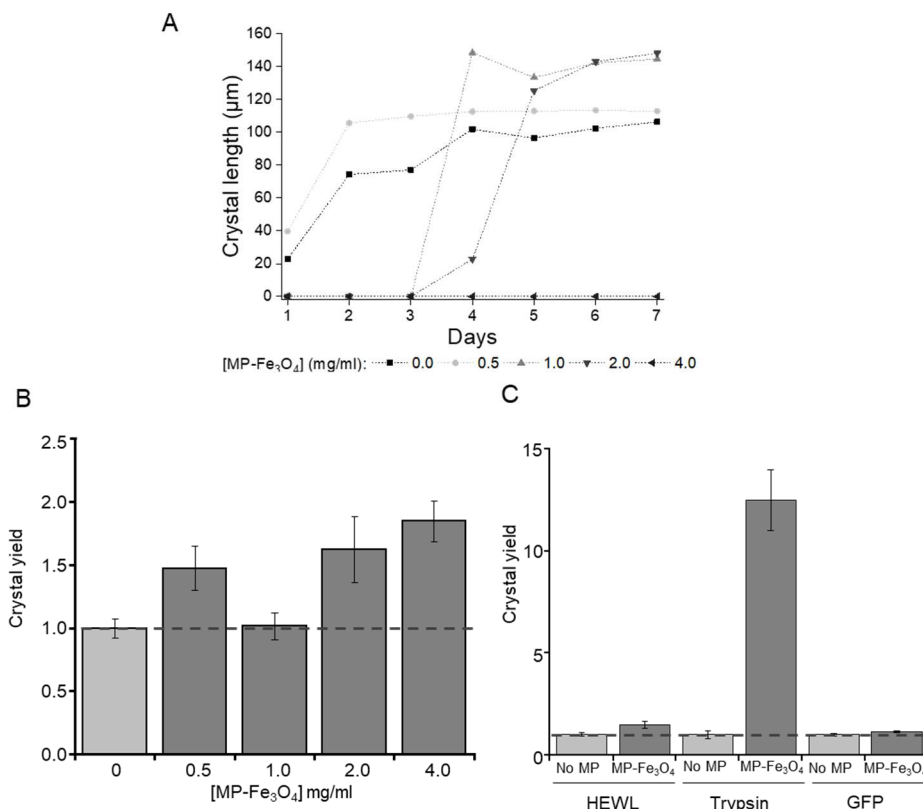 A
Crystal length (µm)
160
140
120
100
80
60
40
20
0
1 2 3 4 5 6 7
Days
[MP-Fe₃O₄] (mg/ml): 0.0 0.5 1.0 2.0 4.0
B
Crystal yield
2.5
2.0
1.5
1.0
0.5
0.0
0 0.5 1.0 2.0 4.0
[MP-Fe₃O₄] mg/ml
C
Crystal yield
15
10
5
0
No MP MP-Fe₃O₄ No MP MP-Fe₃O₄ No MP MP-Fe₃O
HEWL Trypsin GFP